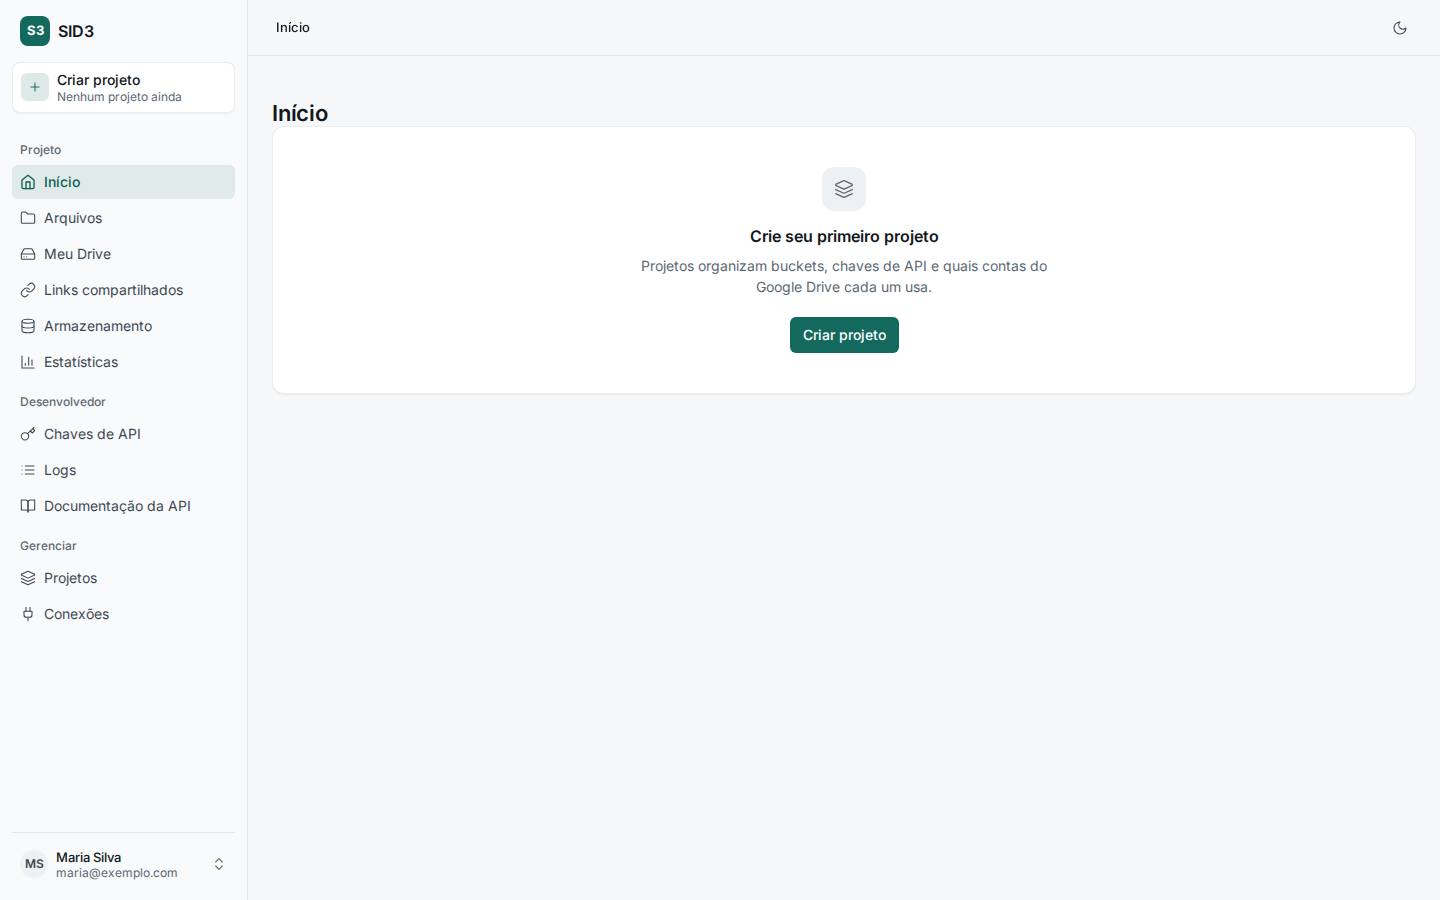 S3 SID3
Criar projeto
Nenhum projeto ainda
Projeto
Início
Arquivos
Meu Drive
Links compartilhados
Armazenamento
Estatísticas
Desenvolvedor
Chaves de API
Logs
Documentação da API
Gerenciar
Projetos
Conexões
MS
Maria Silva
maria@exemplo.com
Início
Início
Crie seu primeiro projeto
Projetos organizam buckets, chaves de API e quais contas do
Google Drive cada um usa.
Criar projeto